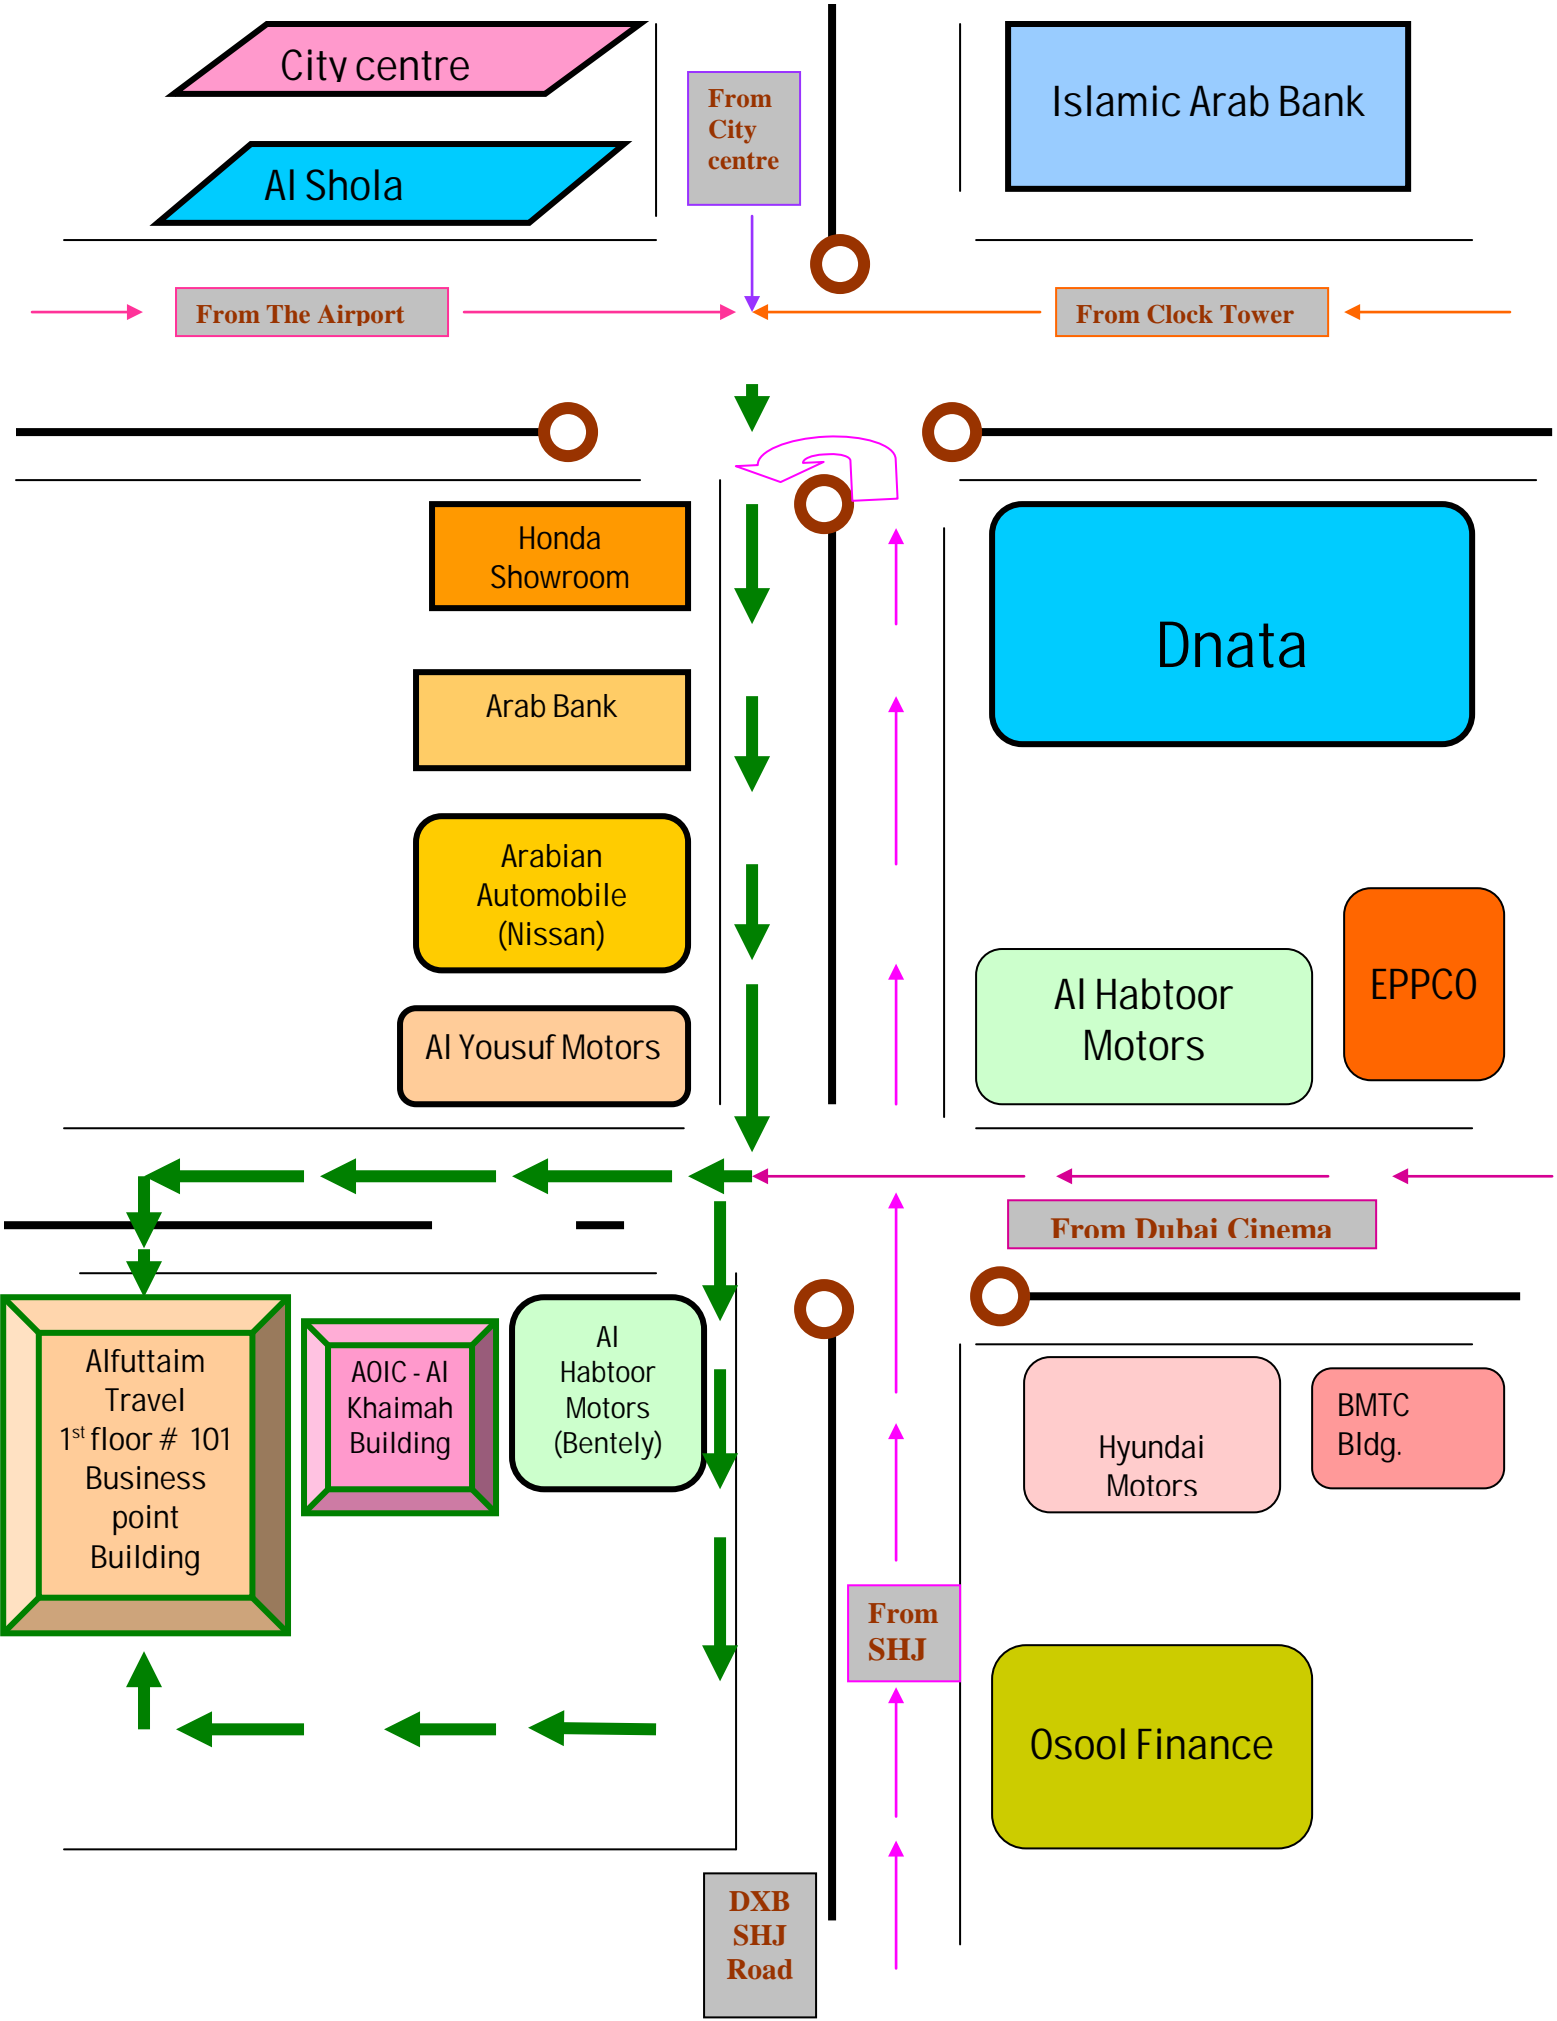 City centre
From
City
centre
Islamic Arab Bank
Al Shola
From The Airport
From Clock Tower
Honda
Showroom
Dnata
Arab Bank
Arabian
Automobile
(Nissan)
Al Habtoor
Motors
EPPCO
Al Yousuf Motors
From Dubai Cinema
Alfuttaim
Travel
1st floor # 101
Business
point
Building
AOIC - Al
Khaimah
Building
Al
Habtoor
Motors
(Bentely)
Hyundai
Motors
BMTC
Bldg.
From
SHJ
Osool Finance
DXB
SHJ
Road